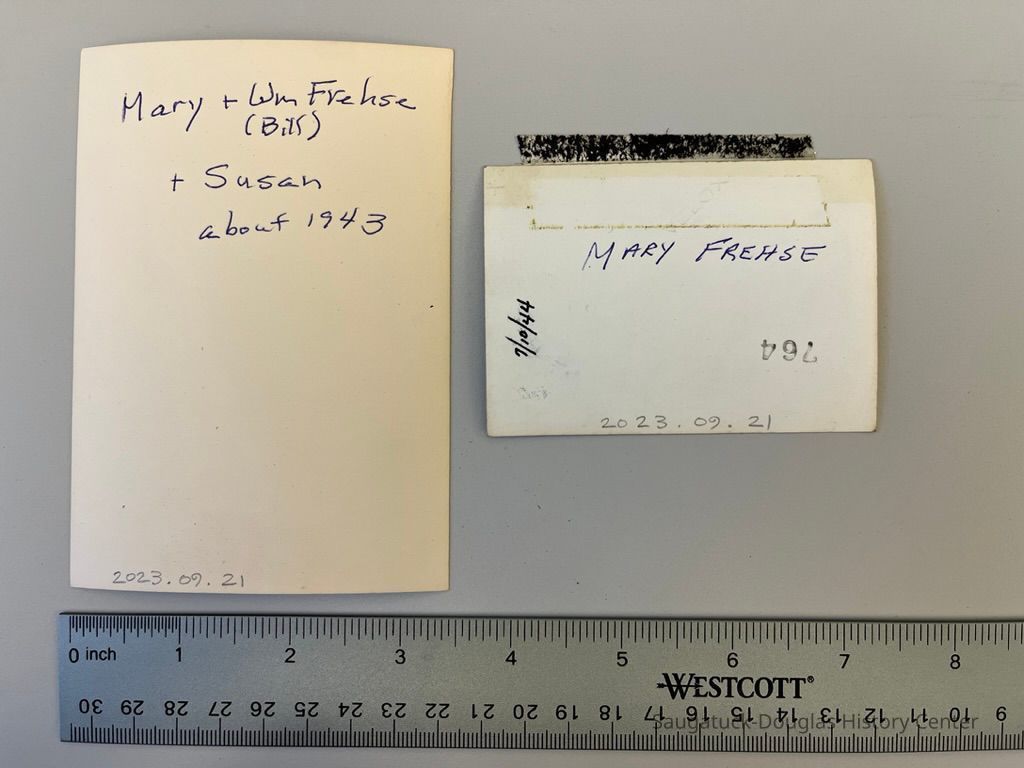 Mary + Wm Frehse
(Bill)
+ Susan
about 1943
2023.09.21
MARY FREHSE
764
2023.09.21
0 inch 1 2 3 4 5 6 7 8
WESTCOTT®
30 29 28 27 26 25 24 23 22 21 20 19 18 17 16 15 14 13 12 11 10 9
Saugatuck-Douglas History Center